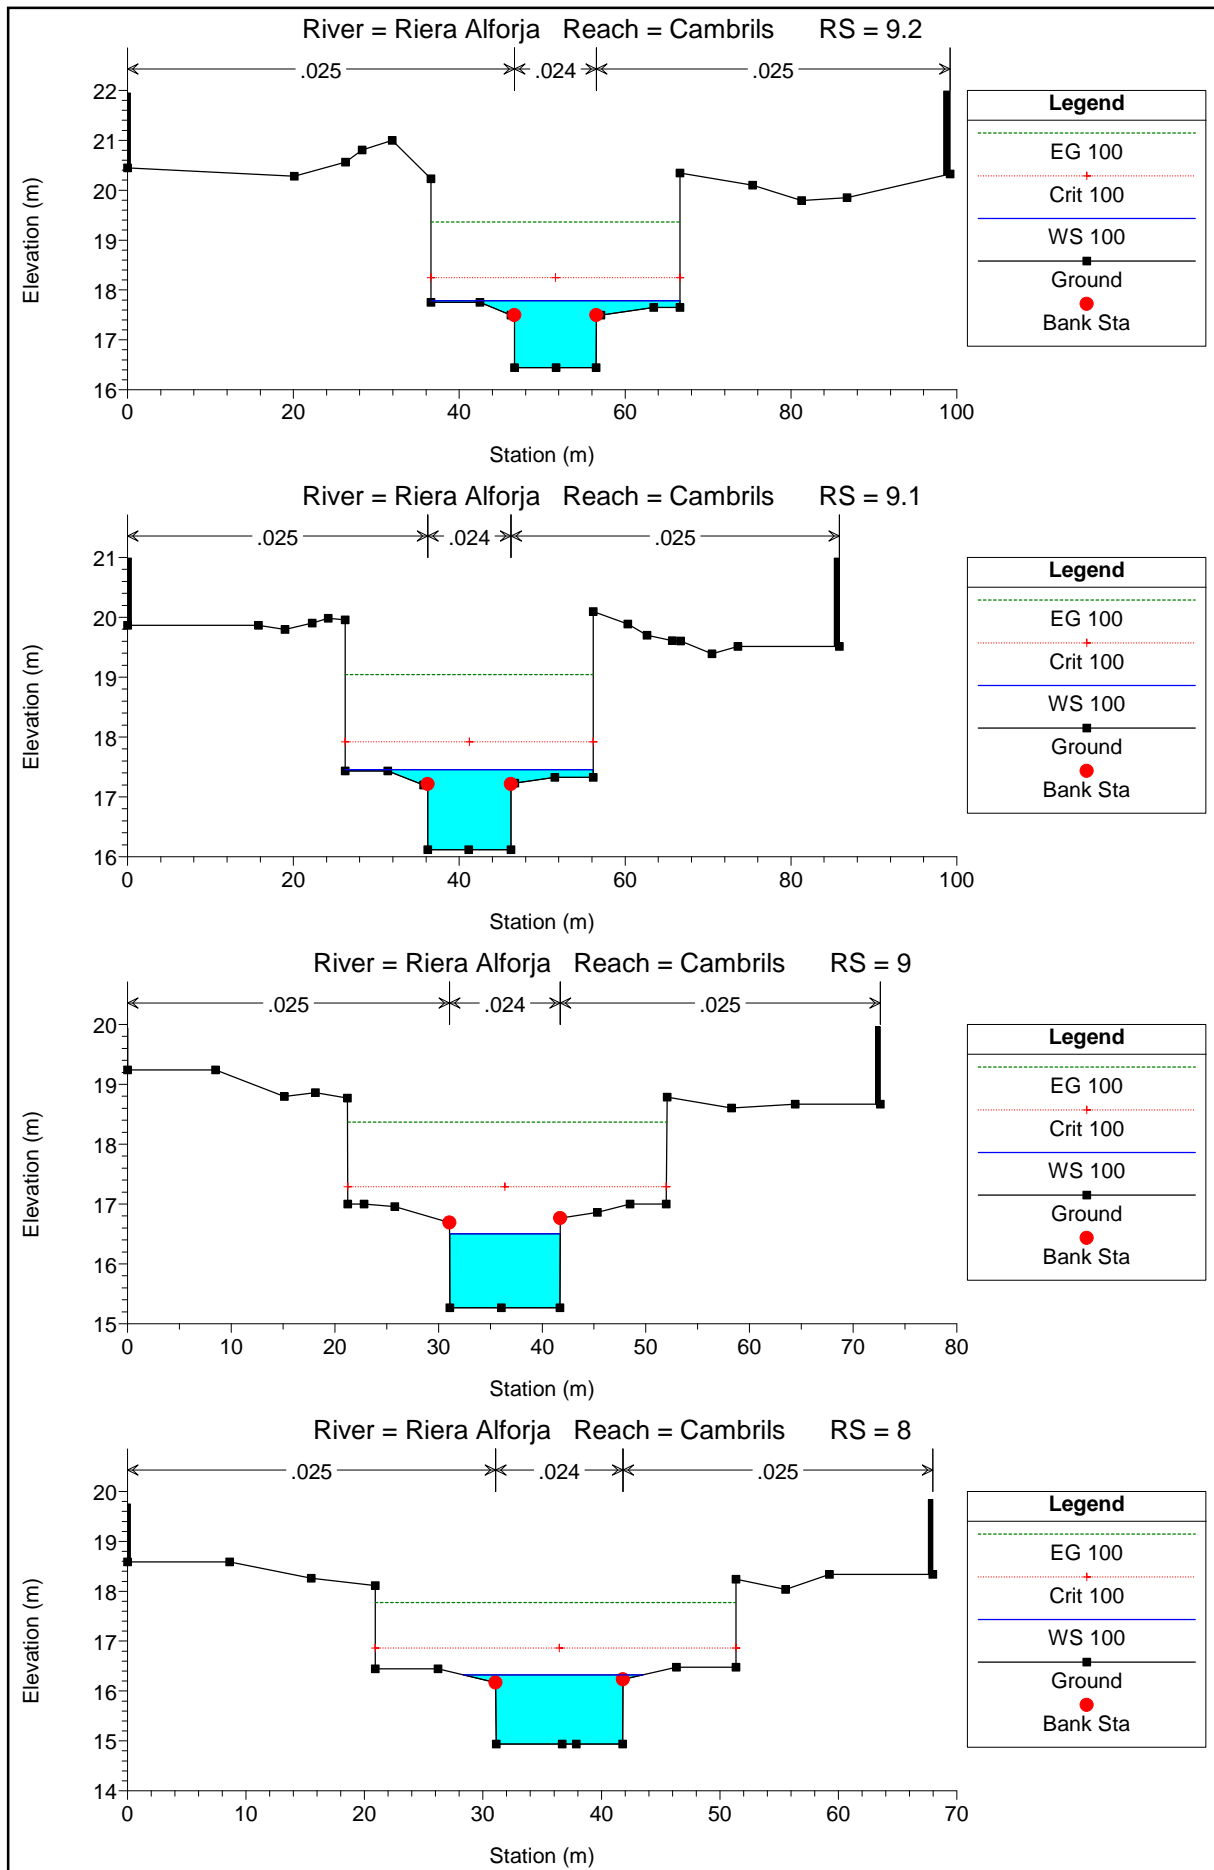 River = Riera Alforja Reach = Cambrils RS = 9.2
.025 .024 .025
22
21
20
19
18
17
16
Elevation (m)
0 20 40 60 80 100
Station (m)
Legend
EG 100
Crit 100
WS 100
Ground
Bank Sta
River = Riera Alforja Reach = Cambrils RS = 9.1
.025 .024 .025
21
20
19
18
17
16
Elevation (m)
0 20 40 60 80 100
Station (m)
Legend
EG 100
Crit 100
WS 100
Ground
Bank Sta
River = Riera Alforja Reach = Cambrils RS = 9
.025 .024 .025
20
19
18
17
16
15
Elevation (m)
0 10 20 30 40 50 60 70 80
Station (m)
Legend
EG 100
Crit 100
WS 100
Ground
Bank Sta
River = Riera Alforja Reach = Cambrils RS = 8
.025 .024 .025
20
19
18
17
16
15
14
Elevation (m)
0 10 20 30 40 50 60 70
Station (m)
Legend
EG 100
Crit 100
WS 100
Ground
Bank Sta